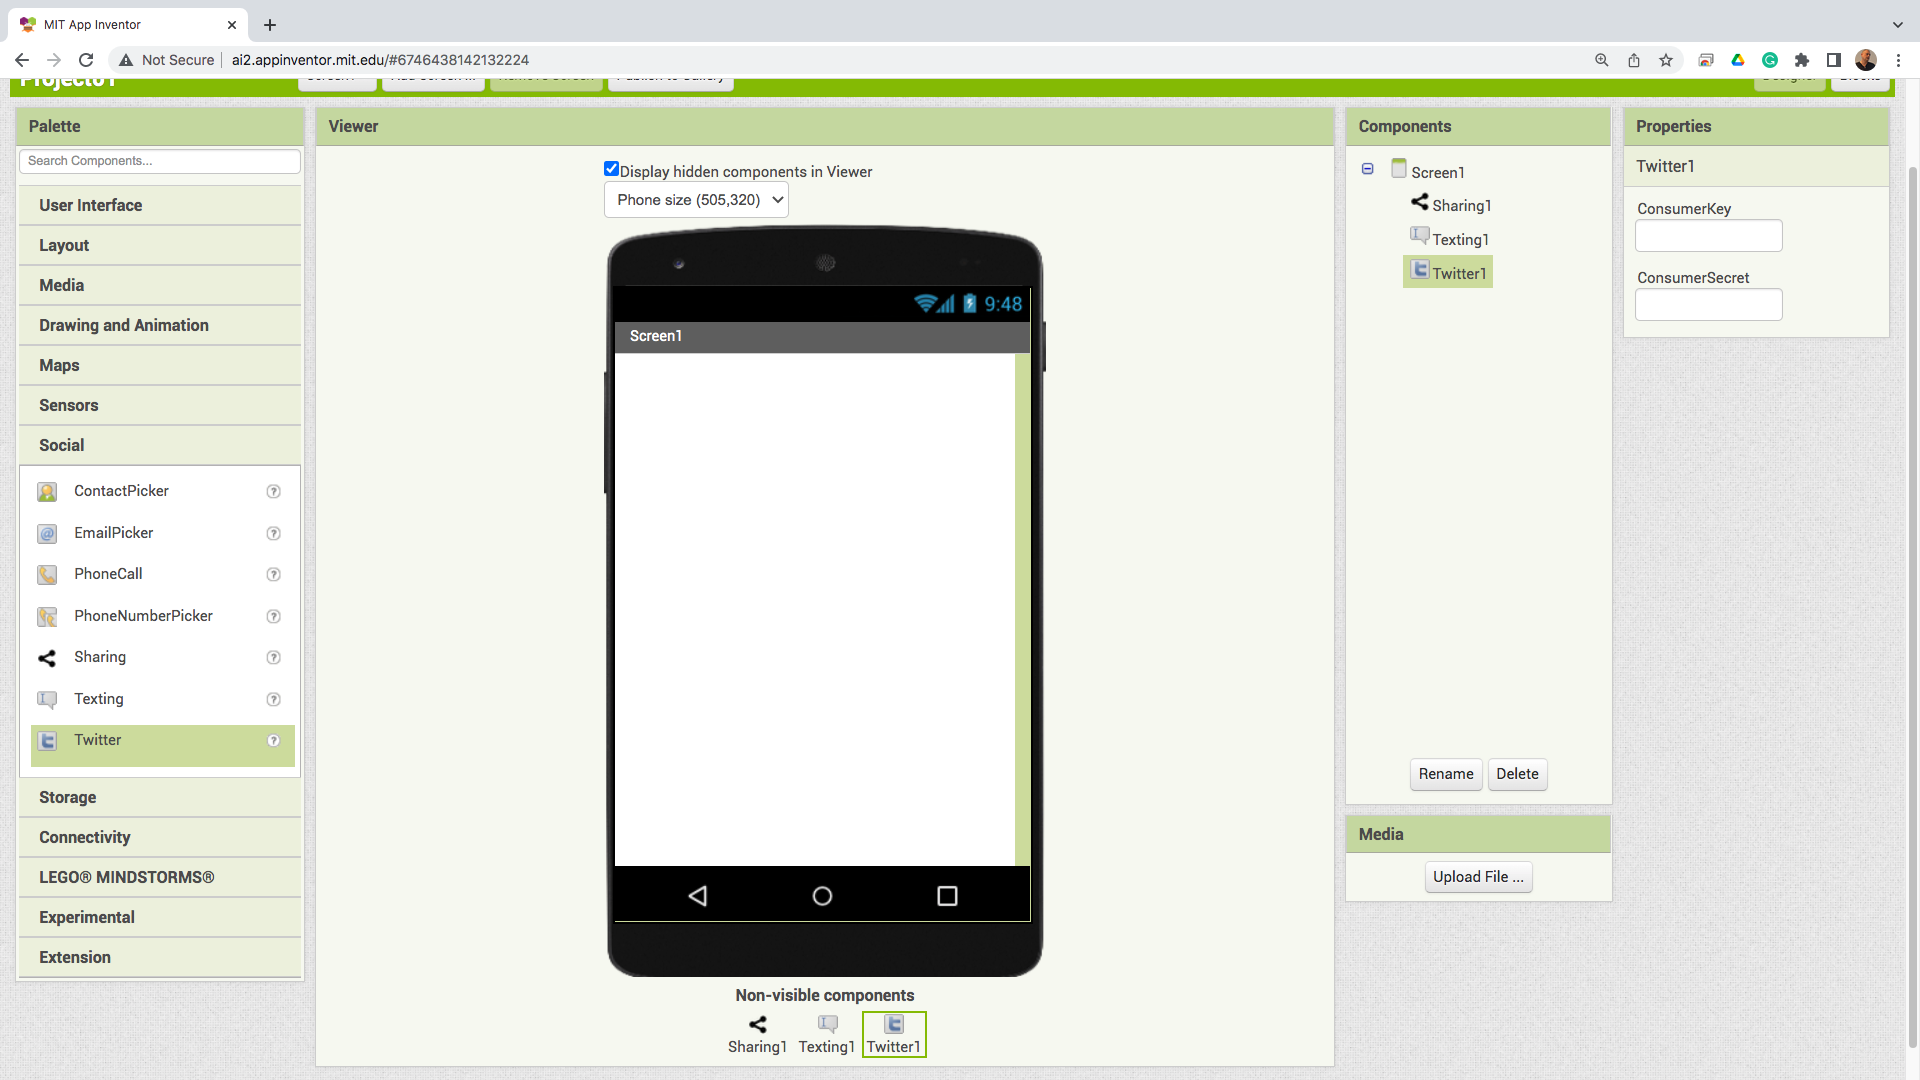 MIT App Inventor
Not Secure
ai2.appinventor.mit.edu/#6746438142132224
Palette
Viewer
Components
Properties
Search Components...
User Interface
Layout
Media
Drawing and Animation
Maps
Sensors
Social
ContactPicker
EmailPicker
PhoneCall
PhoneNumberPicker
Sharing
Texting
Twitter
Storage
Connectivity
LEGO® MINDSTORMS®
Experimental
Extension
Display hidden components in Viewer
Phone size (505,320)
9:48
Screen1
Non-visible components
Sharing1 Texting1 Twitter1
Screen1
Sharing1
Texting1
Twitter1
Rename Delete
Media
Upload File ...
Twitter1
ConsumerKey
ConsumerSecret